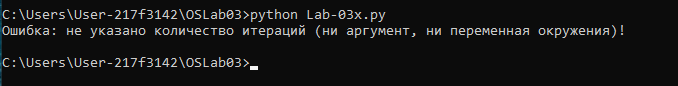 C:\Users\User-217f3142\OSLab03>python Lab-03x.py
Ошибка: не указано количество итераций (ни аргумент, ни переменная окружения)!
C:\Users\User-217f3142\OSLab03>